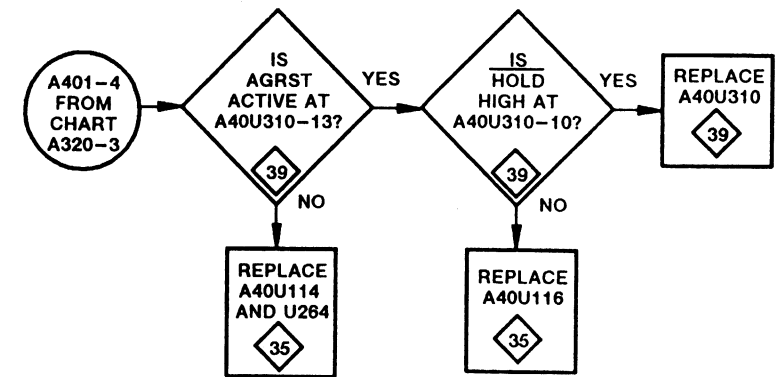 A401-4
FROM
CHART
A320-3
IS
AGRST
ACTIVE AT
A40U310-13?
39
YES
NO
REPLACE
A40U114
AND U264
35
IS
HOLD
HIGH AT
A40U310-10?
39
YES
NO
REPLACE
A40U116
35
REPLACE
A40U310
39